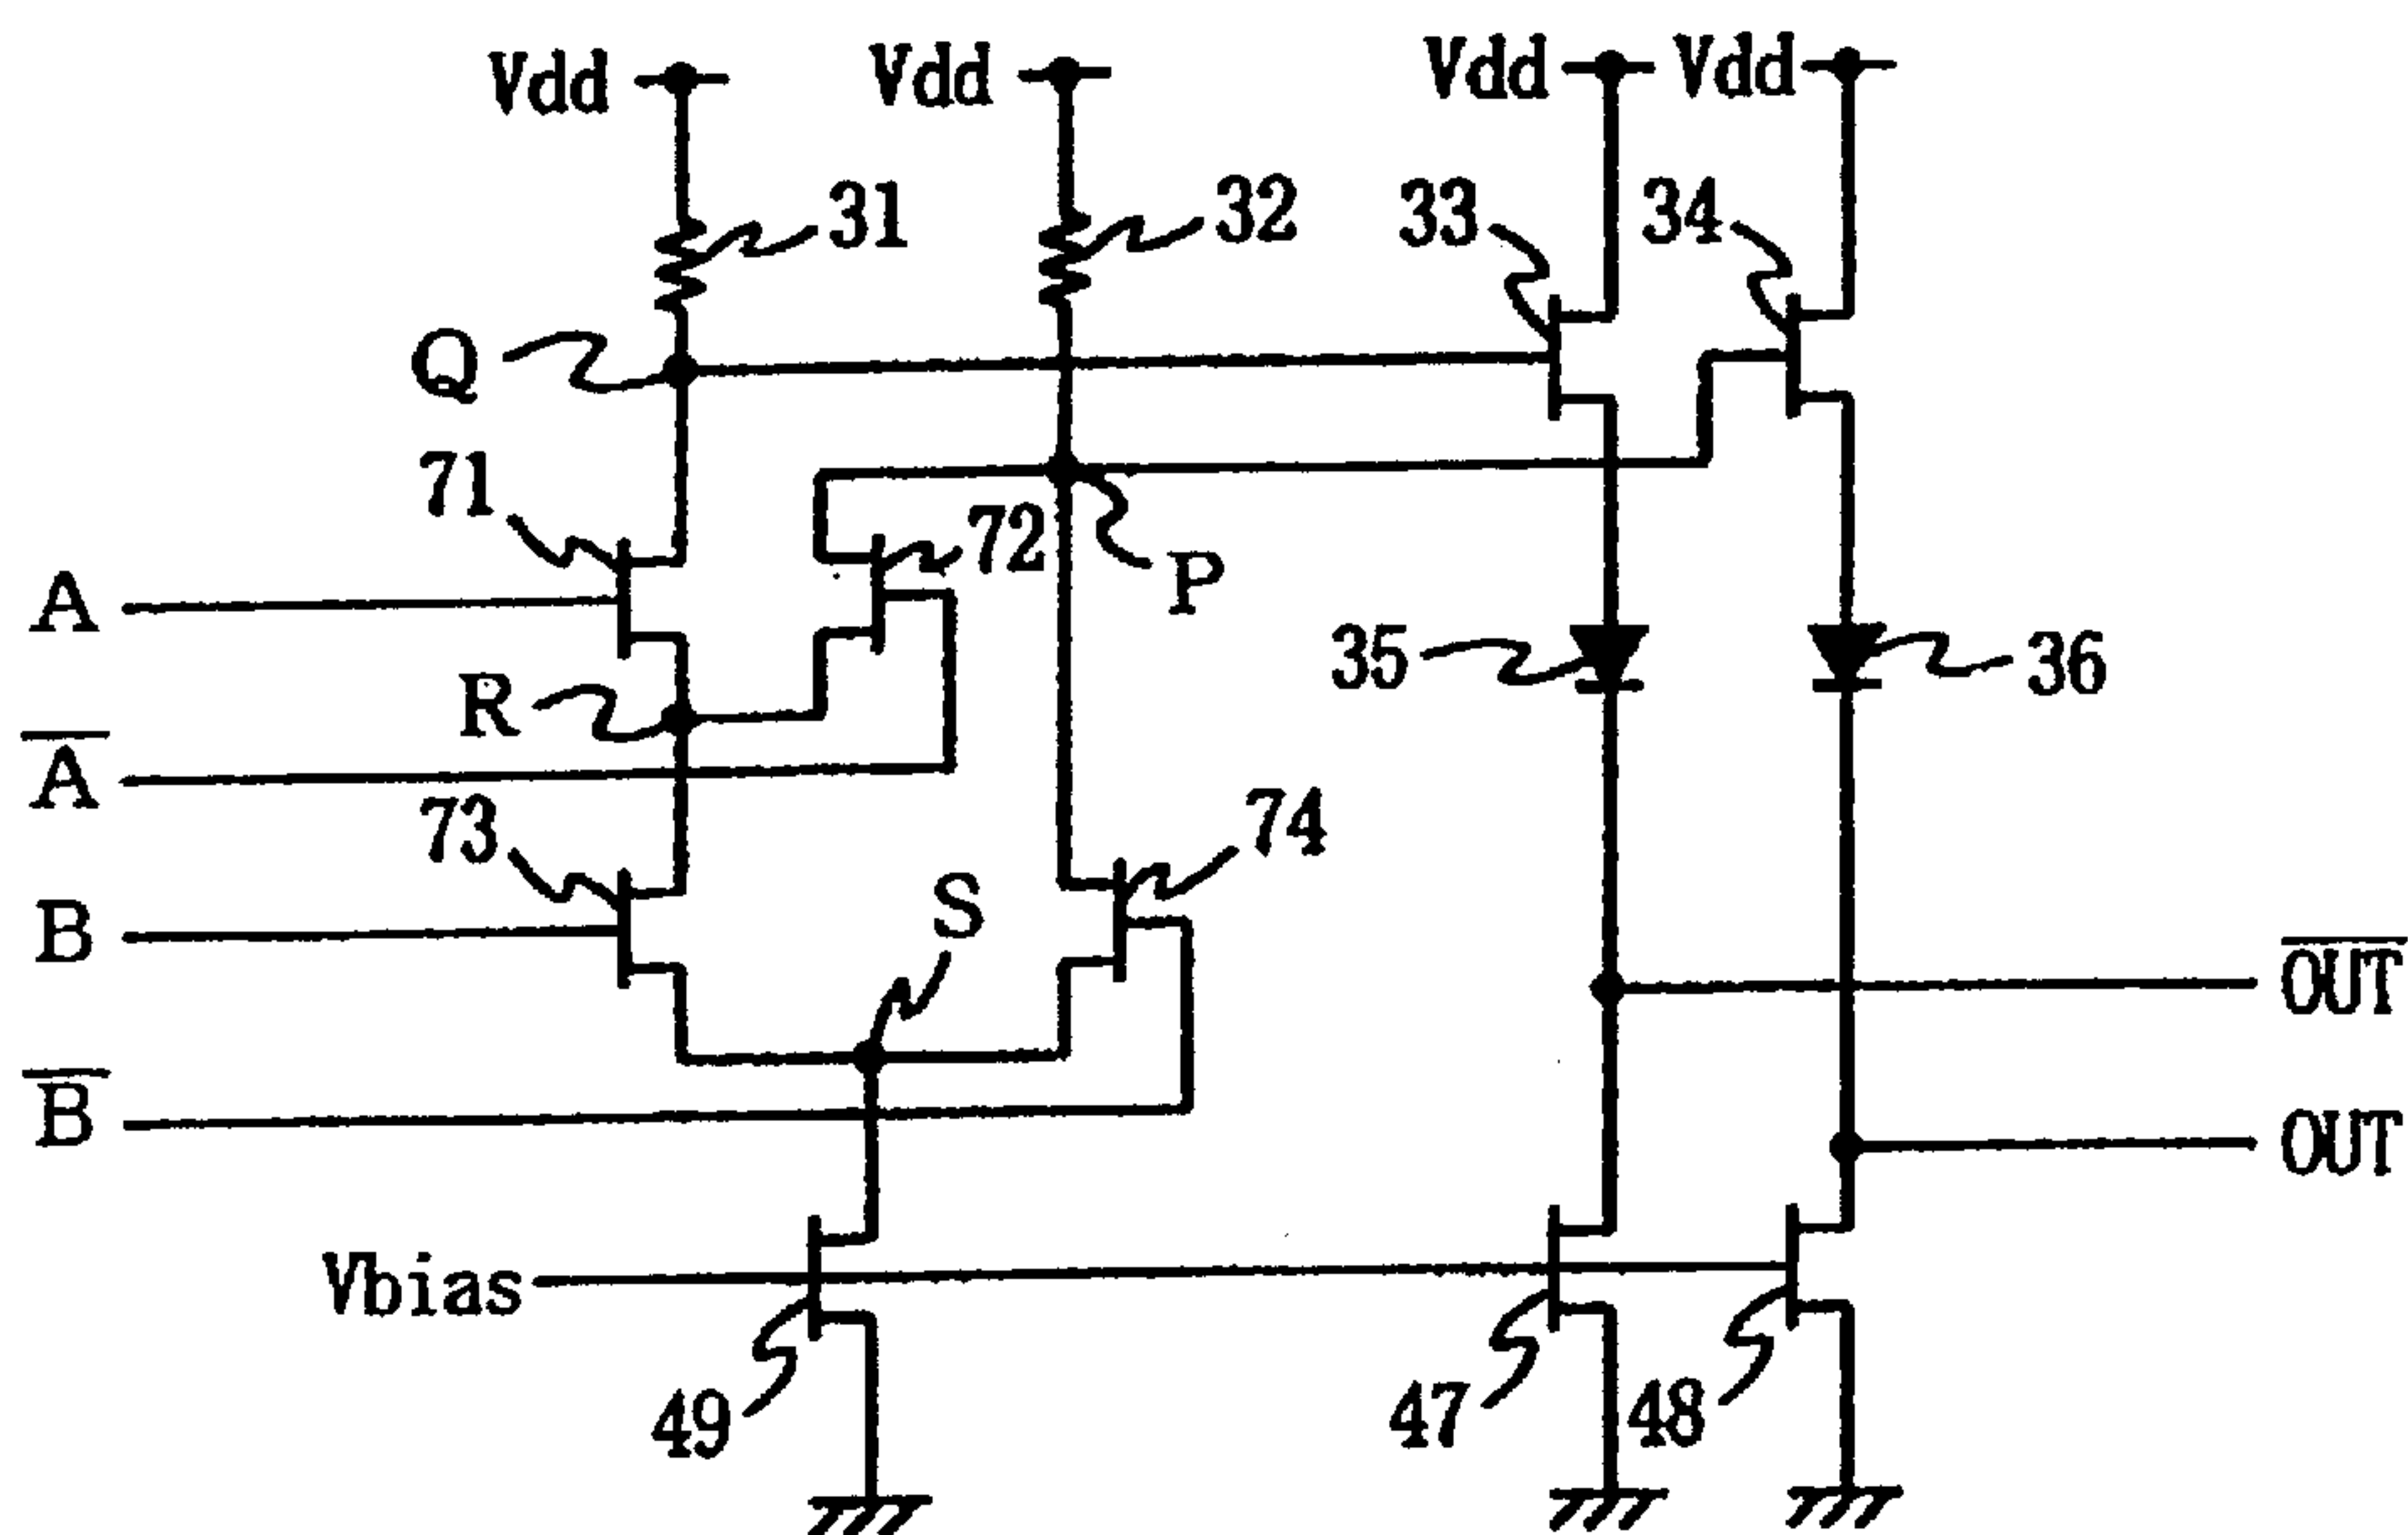 Vdd Vdd Vdd Vdd
31 32 33 34
Q
71
72
P
A
35
36
R
A̅
73
74
B
S
O̅U̅T̅
B̅
OUT
Vbias
49
47
48